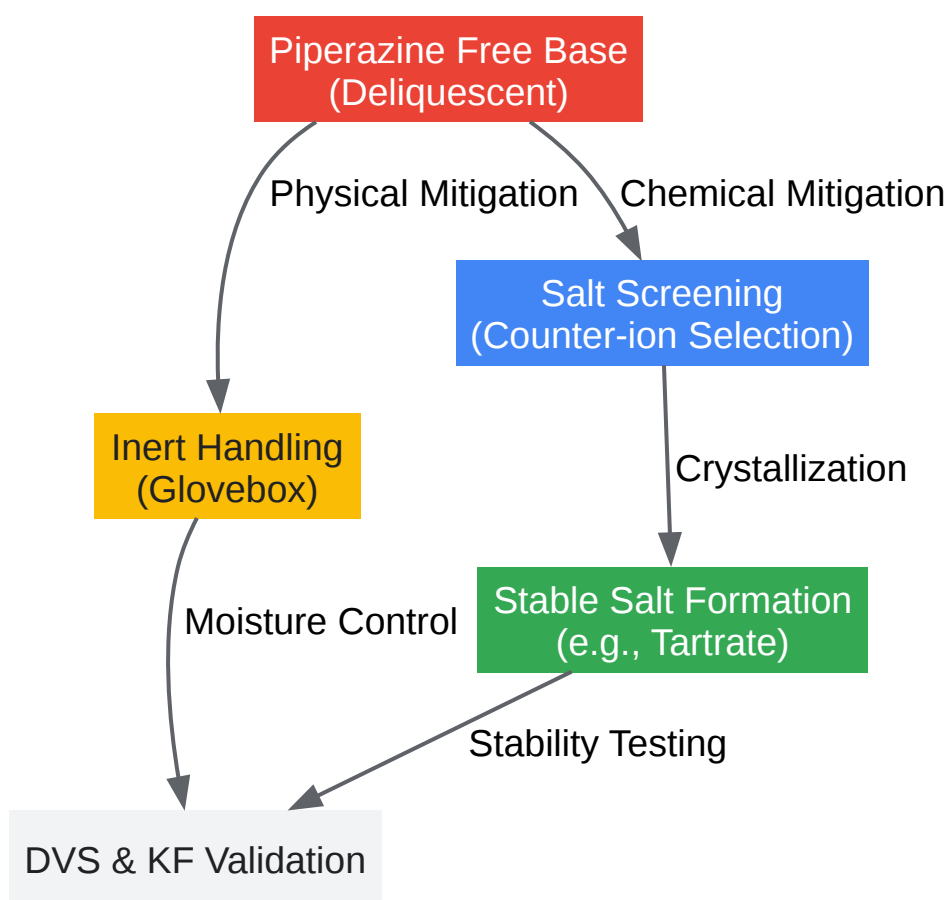 Piperazine Free Base
(Deliquescent)
Physical Mitigation
Chemical Mitigation
Salt Screening
(Counter-ion Selection)
Inert Handling
(Glovebox)
Crystallization
Stable Salt Formation
(e.g., Tartrate)
Moisture Control
Stability Testing
DVS & KF Validation